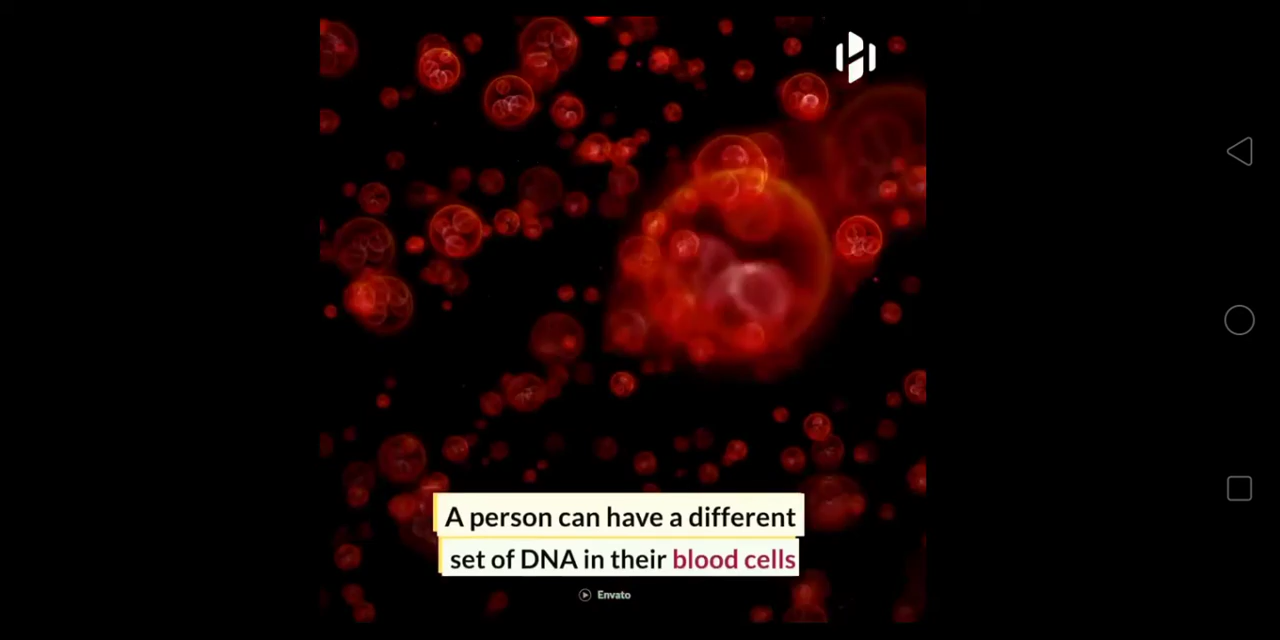 A person can have a different
set of DNA in their blood cells
Envato